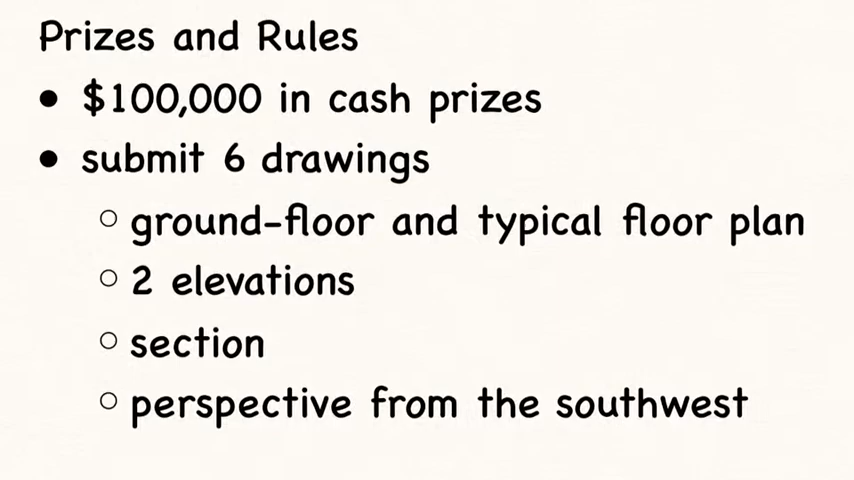 Prizes and Rules
• $100,000 in cash prizes
• submit 6 drawings
○ ground-floor and typical floor plan
○ 2 elevations
○ section
○ perspective from the southwest